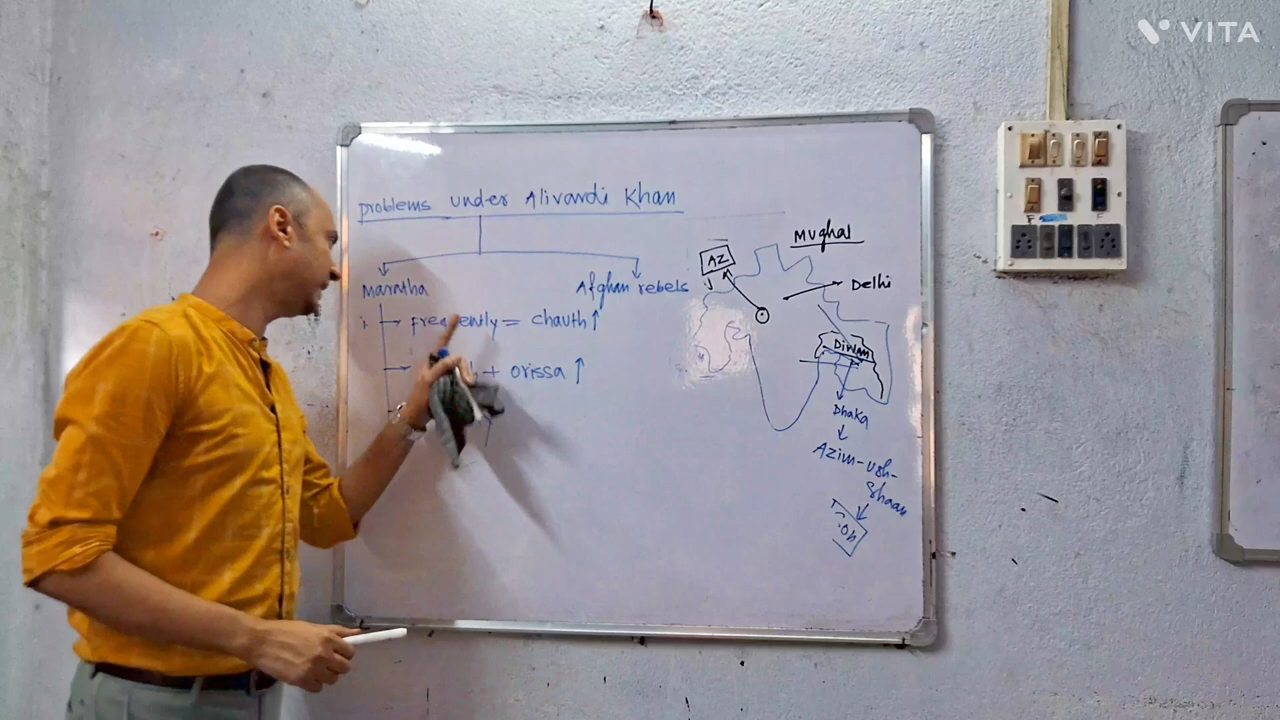 VITA
problems under Alivardi Khan
Maratha
Afghan rebels
i. → frequently = chauth ↑
→ + orissa ↑
Mughal
AZ
Delhi
Diwan
Dhaka
Azim-ush-
Shaan